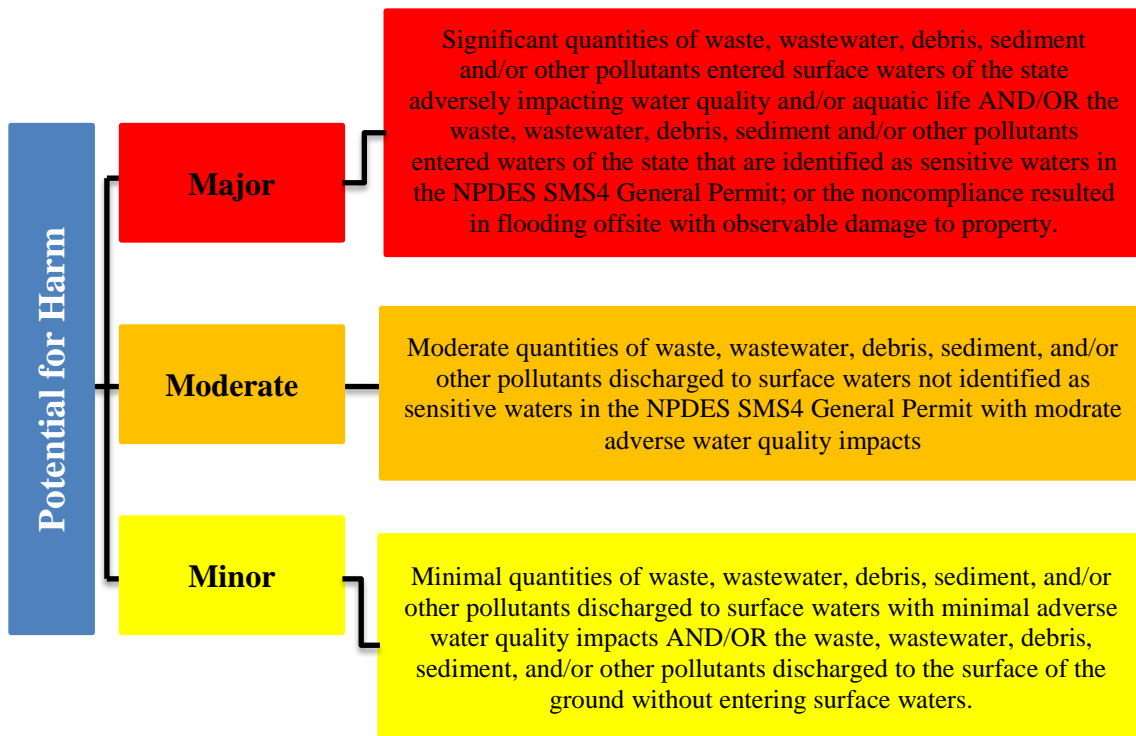 Potential for Harm
Major
Significant quantities of waste, wastewater, debris, sediment
and/or other pollutants entered surface waters of the state
adversely impacting water quality and/or aquatic life AND/OR the
waste, wastewater, debris, sediment and/or other pollutants
entered waters of the state that are identified as sensitive waters in
the NPDES SMS4 General Permit; or the noncompliance resulted
in flooding offsite with observable damage to property.
Moderate
Moderate quantities of waste, wastewater, debris, sediment, and/or
other pollutants discharged to surface waters not identified as
sensitive waters in the NPDES SMS4 General Permit with modrate
adverse water quality impacts
Minor
Minimal quantities of waste, wastewater, debris, sediment, and/or
other pollutants discharged to surface waters with minimal adverse
water quality impacts AND/OR the waste, wastewater, debris,
sediment, and/or other pollutants discharged to the surface of the
ground without entering surface waters.